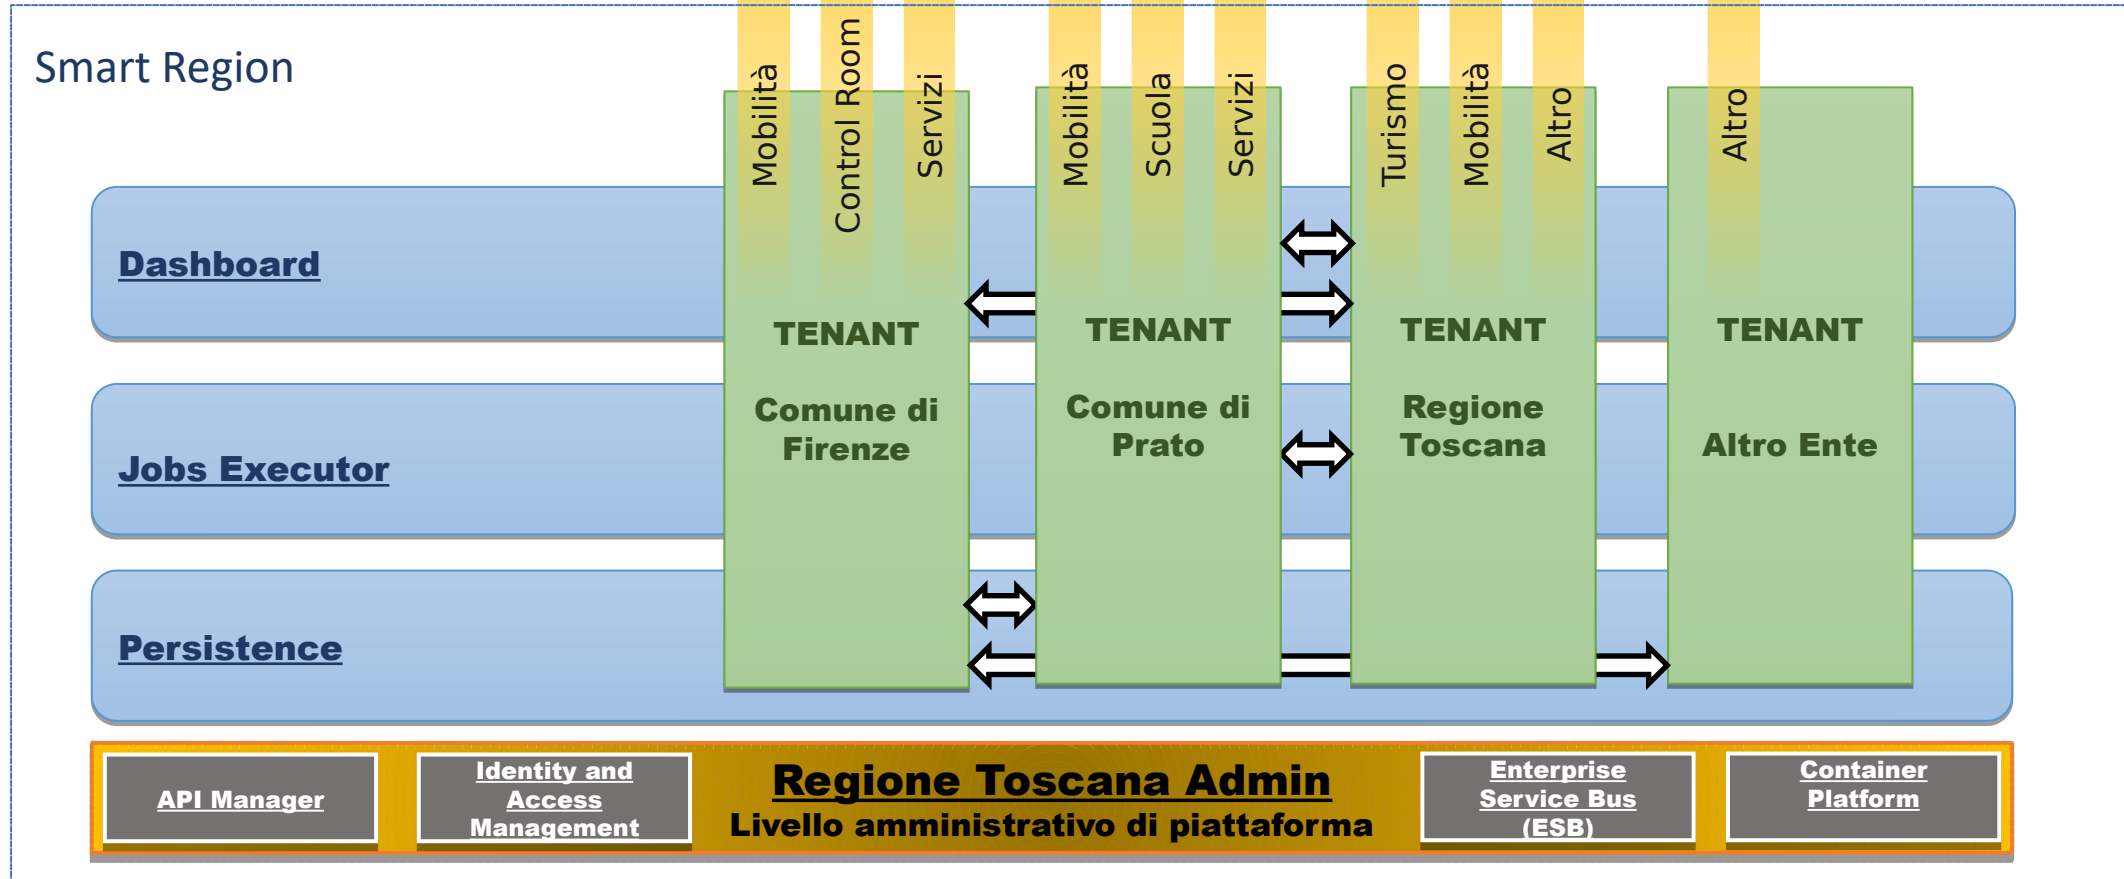 Smart Region
Mobilità
Control Room
Servizi
Mobilità
Scuola
Servizi
Turismo
Mobilità
Altro
Altro
Dashboard
TENANT
Comune di
Firenze
TENANT
Comune di
Prato
TENANT
Regione
Toscana
TENANT
Altro Ente
Jobs Executor
Persistence
API Manager
Identity and
Access
Management
Regione Toscana Admin
Livello amministrativo di piattaforma
Enterprise
Service Bus
(ESB)
Container
Platform